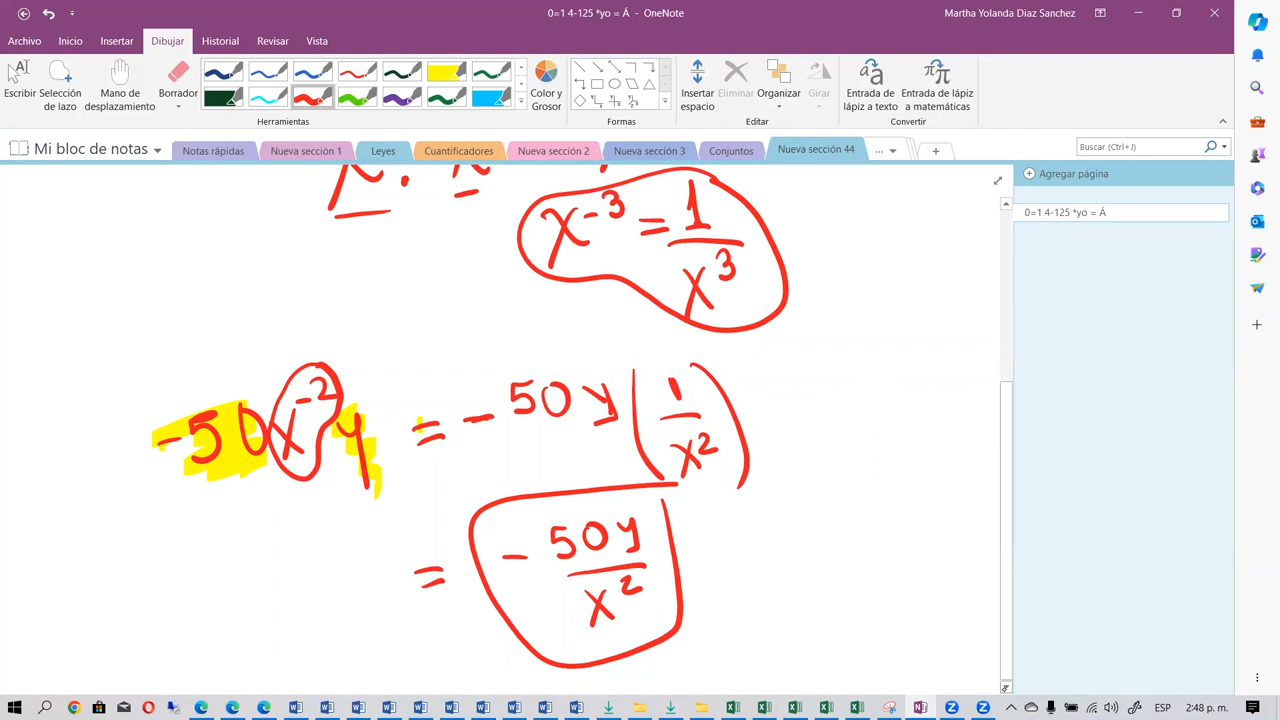 0=1 4-125 *yo = Á - OneNote
Martha Yolanda Diaz Sanchez
Archivo Inicio Insertar Dibujar Historial Revisar Vista
Escribir Selección de lazo Mano de desplazamiento Borrador Color y Grosor Insertar espacio Eliminar Organizar Girar Entrada de lápiz a texto Entrada de lápiz a matemáticas
Herramientas Formas Editar Convertir
Mi bloc de notas Notas rápidas Nueva sección 1 Leyes Cuantificadores Nueva sección 2 Nueva sección 3 Conjuntos Nueva sección 44 ... + Buscar (Ctrl+J)
Agregar página
0=1 4-125 *yo = Á
x^-3 = 1/x^3
-50x^-2 y = -50y (1/x^2)
= -50y/x^2
ESP 2:48 p. m.